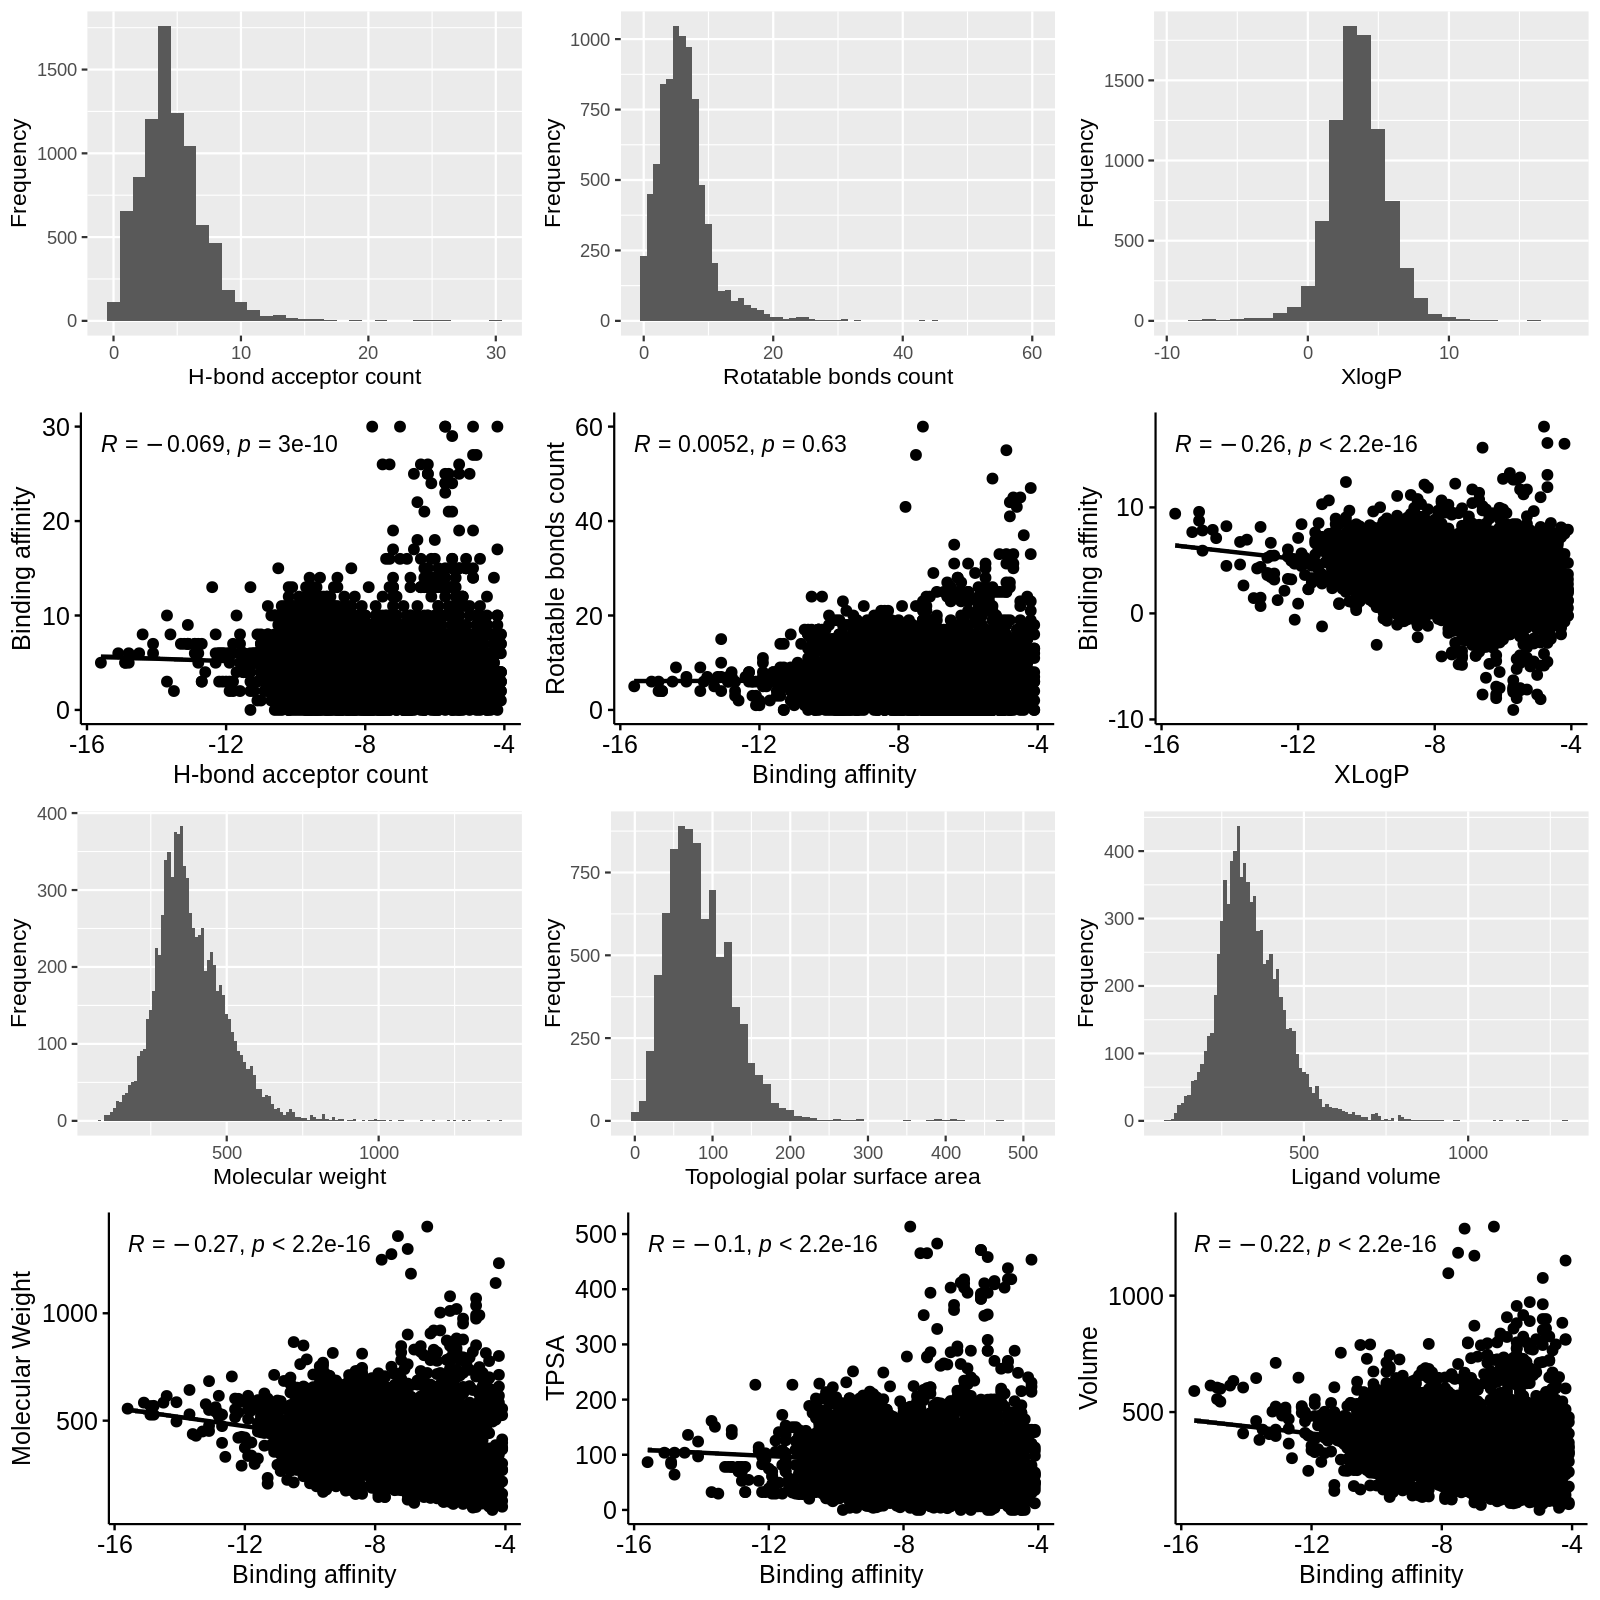 Frequency
1500
1000
500
0
0 10 20 30
H-bond acceptor count
Frequency
1000
750
500
250
0
0 20 40 60
Rotatable bonds count
Frequency
1500
1000
500
0
-10 0 10
XlogP
Binding affinity
30
20
10
0
R = −0.069, p = 3e-10
-16 -12 -8 -4
H-bond acceptor count
Rotatable bonds count
60
40
20
0
R = 0.0052, p = 0.63
-16 -12 -8 -4
Binding affinity
Binding affinity
10
0
-10
R = −0.26, p < 2.2e-16
-16 -12 -8 -4
XLogP
Frequency
400
300
200
100
0
500 1000
Molecular weight
Frequency
750
500
250
0
0 100 200 300 400 500
Topologial polar surface area
Frequency
400
300
200
100
0
500 1000
Ligand volume
Molecular Weight
1000
500
R = −0.27, p < 2.2e-16
-16 -12 -8 -4
Binding affinity
TPSA
500
400
300
200
100
0
R = −0.1, p < 2.2e-16
-16 -12 -8 -4
Binding affinity
Volume
1000
500
R = −0.22, p < 2.2e-16
-16 -12 -8 -4
Binding affinity